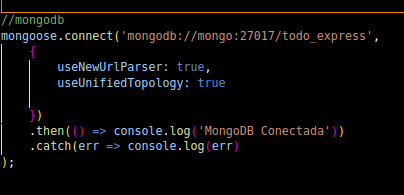 //mongodb
mongoose.connect('mongodb://mongo:27017/todo_express',
    {
        useNewUrlParser: true,
        useUnifiedTopology: true

    })
    .then(() => console.log('MongoDB Conectada'))
    .catch(err => console.log(err)
);